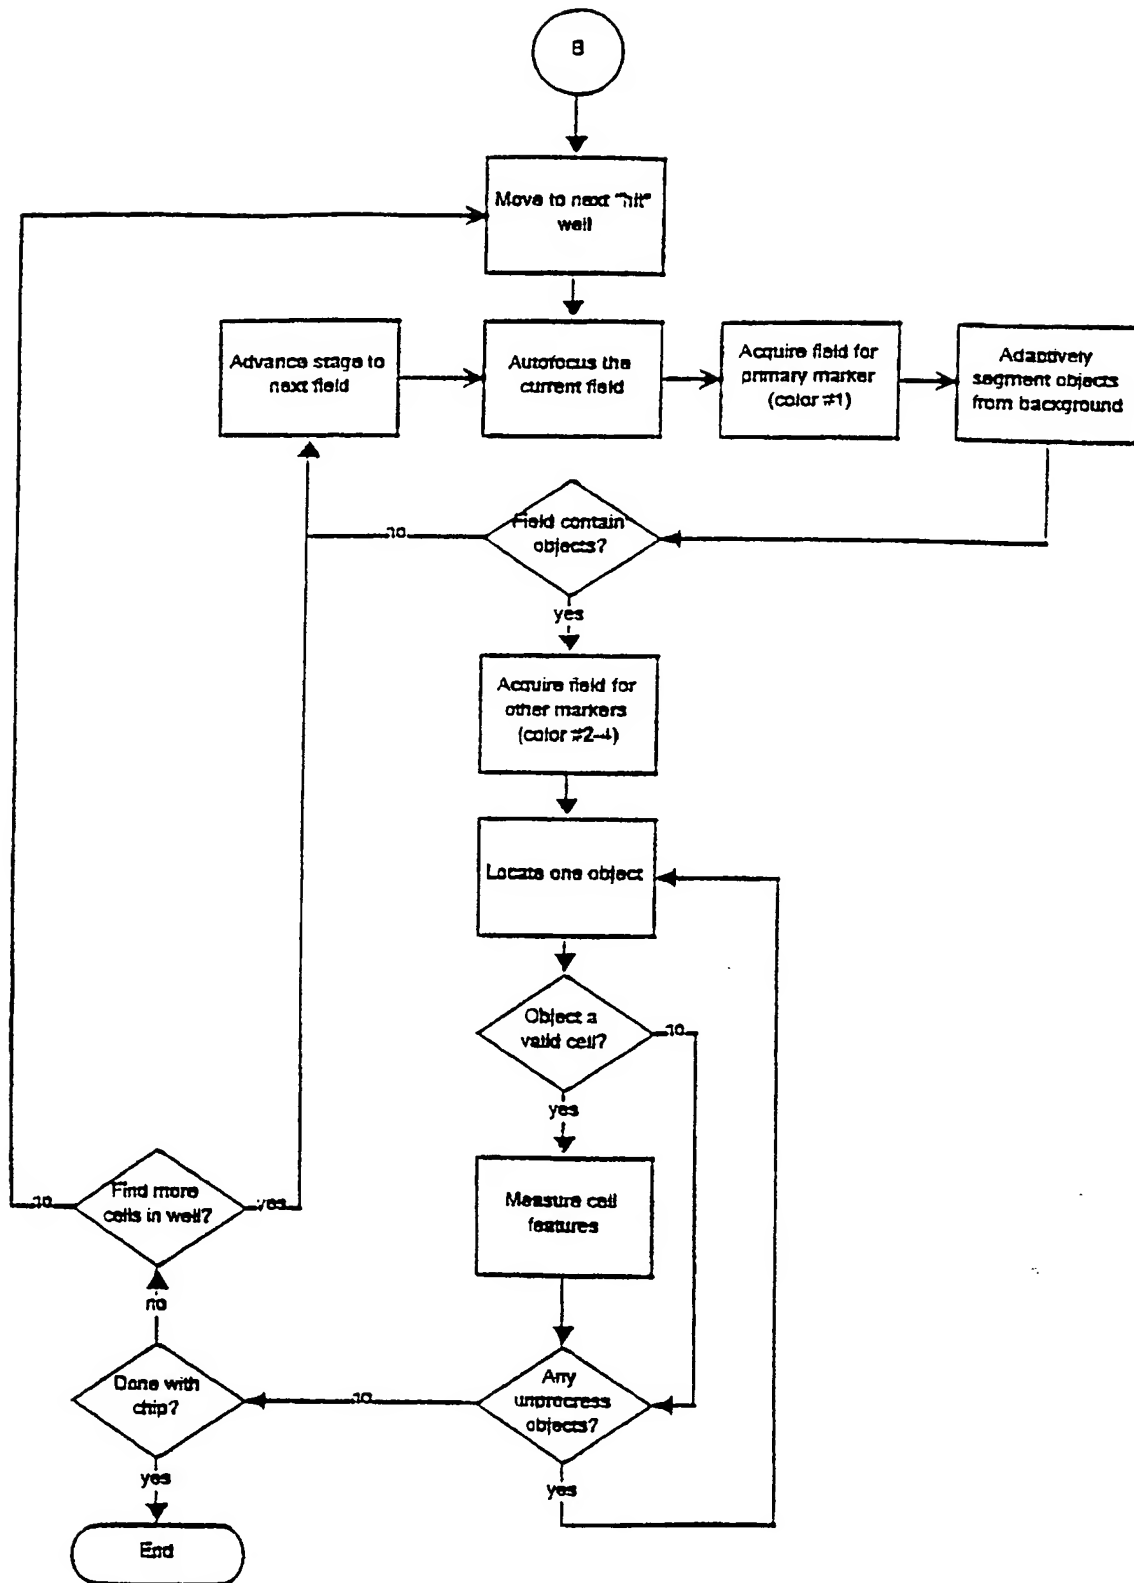 B
Move to next "hit"
well
Advance stage to
next field
Autofocus the
current field
Acquire field for
primary marker
(color #1)
Adaptively
segment objects
from background
Field contain
objects?
no
yes
Acquire field for
other markers
(color #2-4)
Locate one object
Object a
valid cell?
no
yes
Measure cell
features
Find more
cells in well?
no
yes
no
Done with
chip?
no
Any
unprocess
objects?
yes
yes
End